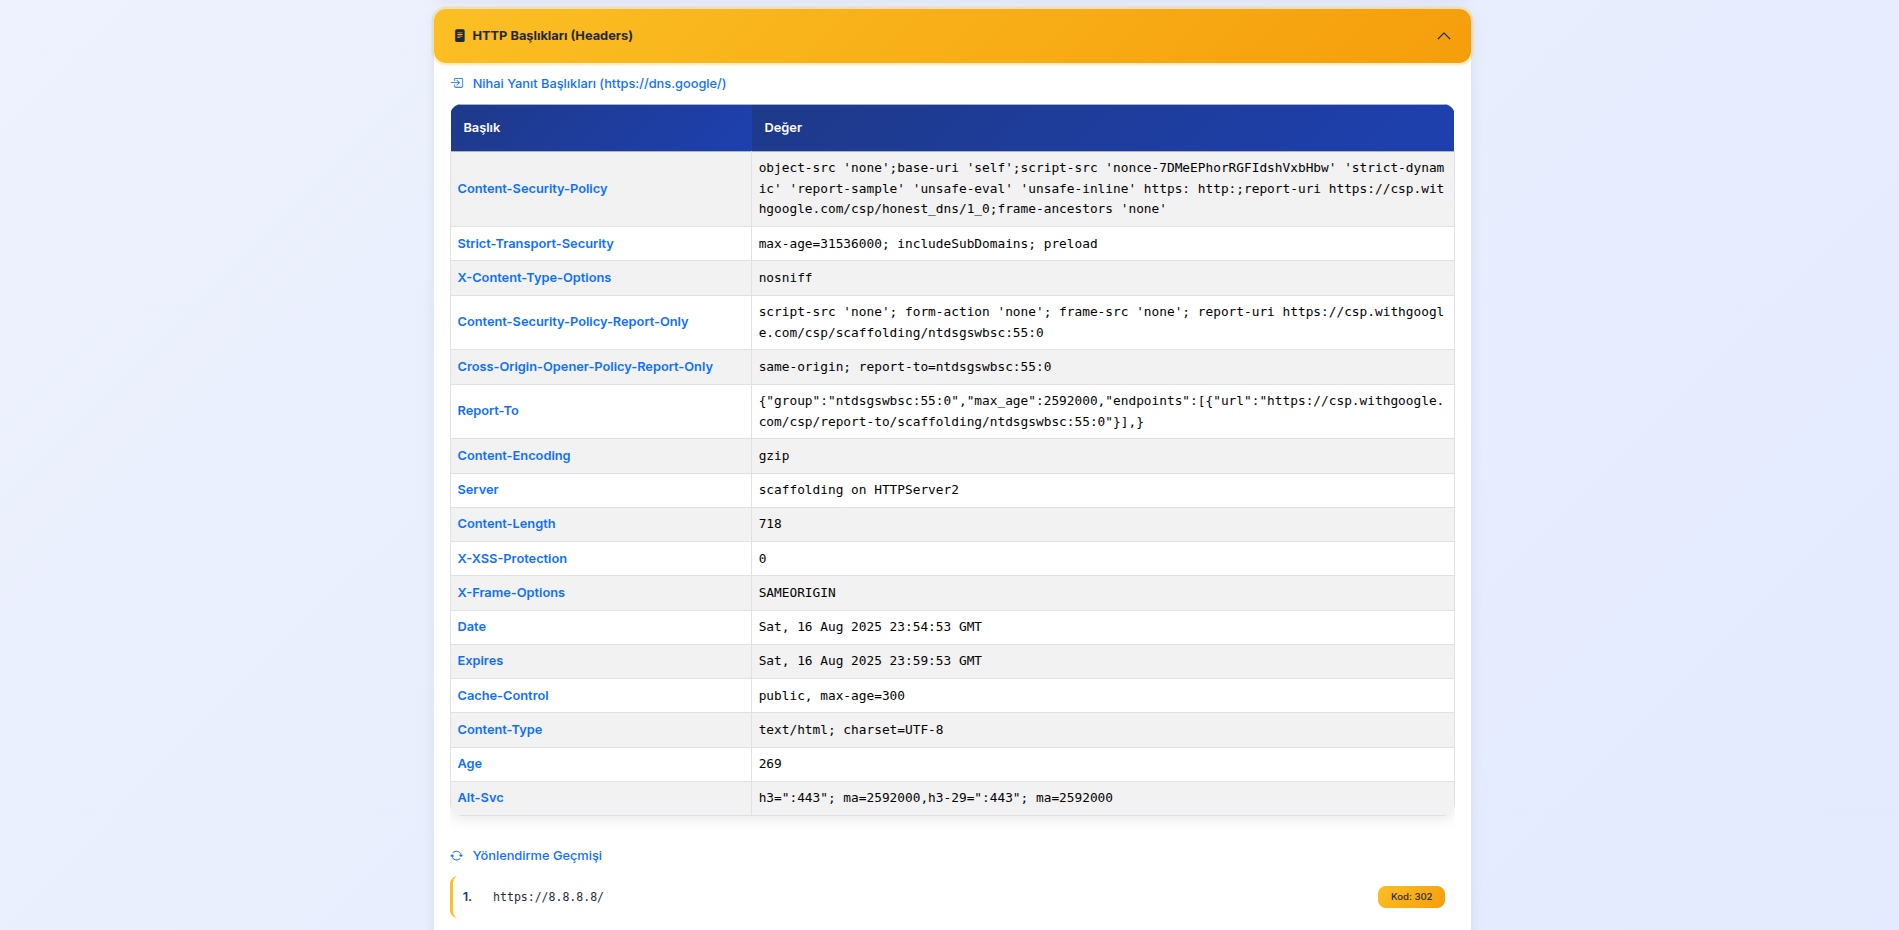 HTTP Başlıkları (Headers)
Nihai Yanıt Başlıkları (https://dns.google/)
Başlık Değer
Content-Security-Policy object-src 'none';base-uri 'self';script-src 'nonce-7DMeEPhorRGFIdshVxbHbw' 'strict-dynam
ic' 'report-sample' 'unsafe-eval' 'unsafe-inline' https: http:;report-uri https://csp.wit
hgoogle.com/csp/honest_dns/1_0;frame-ancestors 'none'
Strict-Transport-Security max-age=31536000; includeSubDomains; preload
X-Content-Type-Options nosniff
Content-Security-Policy-Report-Only script-src 'none'; form-action 'none'; frame-src 'none'; report-uri https://csp.withgoogl
e.com/csp/scaffolding/ntdsgswbsc:55:0
Cross-Origin-Opener-Policy-Report-Only same-origin; report-to=ntdsgswbsc:55:0
Report-To {"group":"ntdsgswbsc:55:0","max_age":2592000,"endpoints":[{"url":"https://csp.withgoogle.
com/csp/report-to/scaffolding/ntdsgswbsc:55:0"}],}
Content-Encoding gzip
Server scaffolding on HTTPServer2
Content-Length 718
X-XSS-Protection 0
X-Frame-Options SAMEORIGIN
Date Sat, 16 Aug 2025 23:54:53 GMT
Expires Sat, 16 Aug 2025 23:59:53 GMT
Cache-Control public, max-age=300
Content-Type text/html; charset=UTF-8
Age 269
Alt-Svc h3=":443"; ma=2592000,h3-29=":443"; ma=2592000
Yönlendirme Geçmişi
1. https://8.8.8.8/ Kod: 302